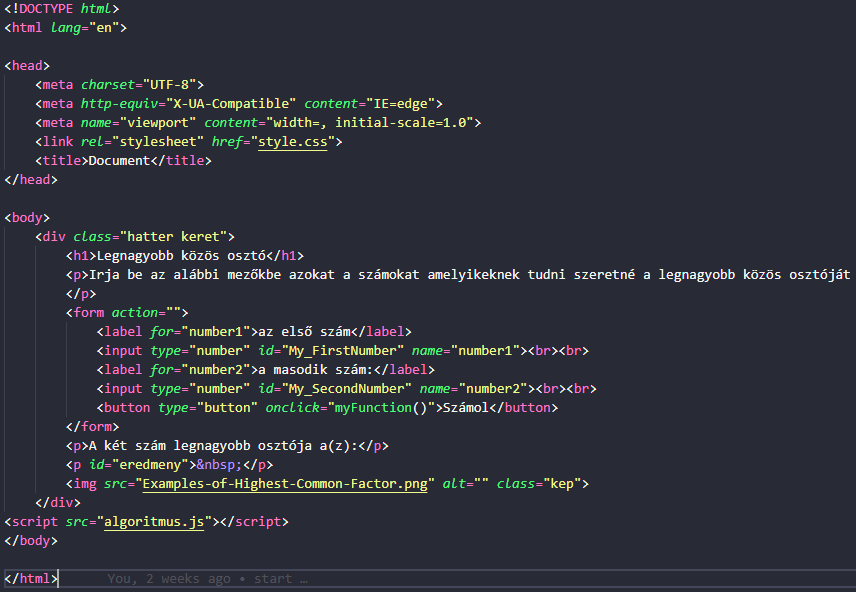 <!DOCTYPE html>
<html lang="en">
<head>
<meta charset="UTF-8">
<meta http-equiv="X-UA-Compatible" content="IE=edge">
<meta name="viewport" content="width=, initial-scale=1.0">
<link rel="stylesheet" href="style.css">
<title>Document</title>
</head>
<body>
<div class="hatter keret">
<h1>Legnagyobb közös osztó</h1>
<p>Irja be az alábbi mezőkbe azokat a számokat amelyikeknek tudni szeretné a legnagyobb közös osztóját
</p>
<form action="">
<label for="number1">az első szám</label>
<input type="number" id="My_FirstNumber" name="number1"><br><br>
<label for="number2">a masodik szám:</label>
<input type="number" id="My_SecondNumber" name="number2"><br><br>
<button type="button" onclick="myFunction()">Számol</button>
</form>
<p>A két szám legnagyobb osztója a(z):</p>
<p id="eredmeny">&nbsp;</p>
<img src="Examples-of-Highest-Common-Factor.png" alt="" class="kep">
</div>
<script src="algoritmus.js"></script>
</body>
</html> You, 2 weeks ago • start …